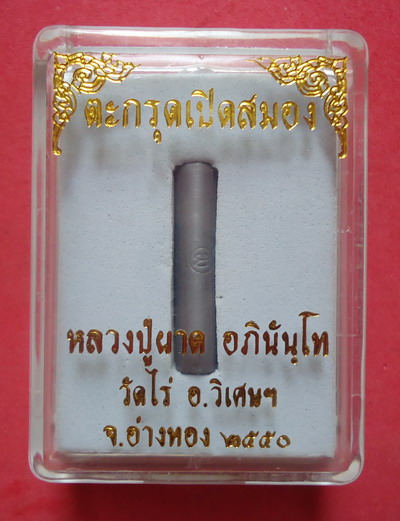 ตะกรุดเปิดสมอง
หลวงปู่ผาด อภินันฺโท
วัดไร่ อ.วิเศษฯ
จ.อ่างทอง ๒๕๕๐